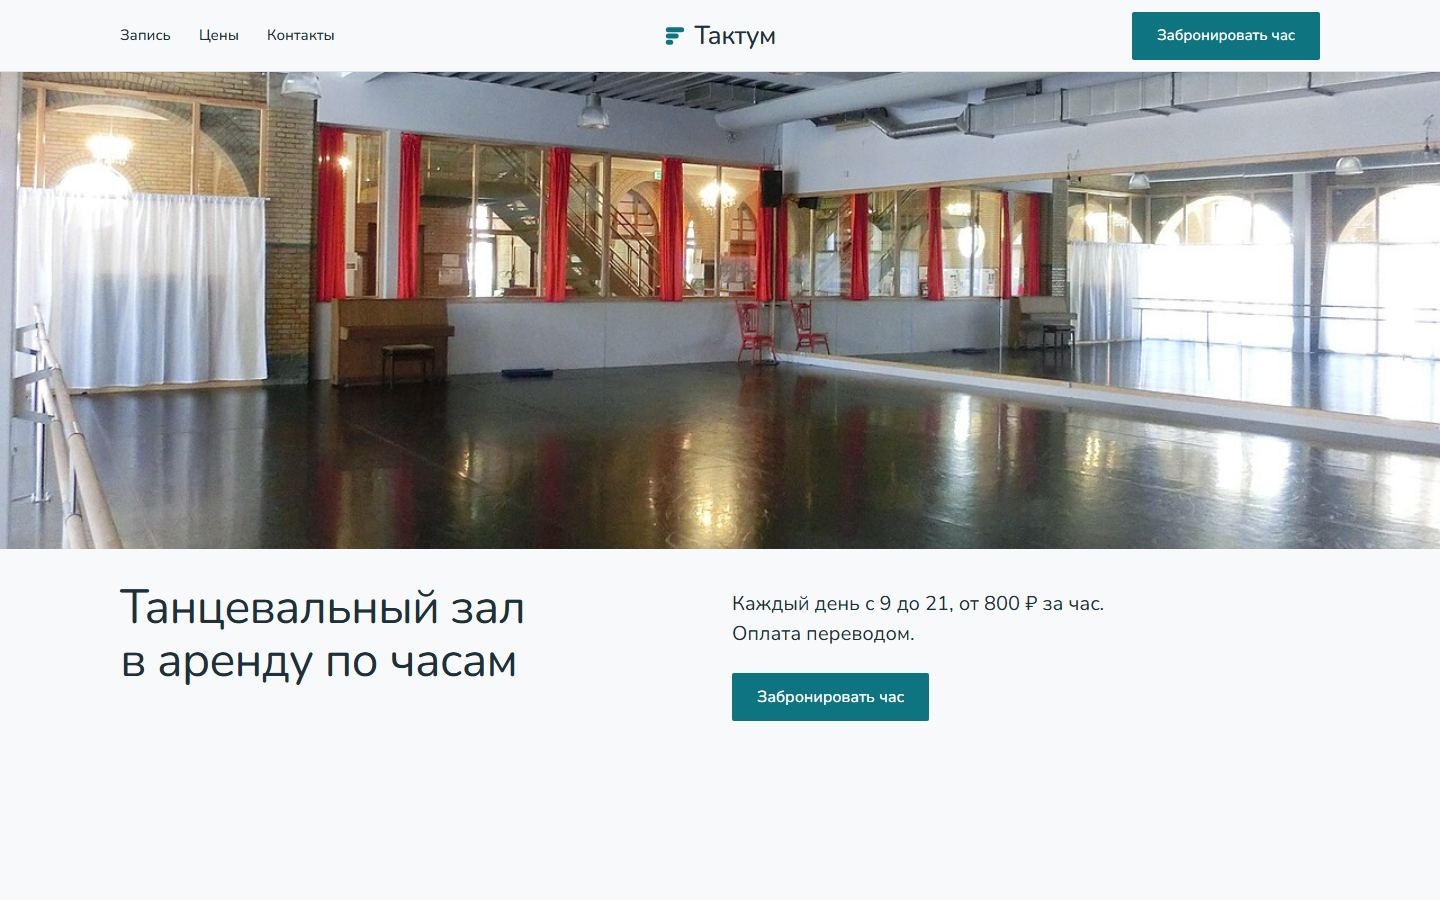 Запись
Цены
Контакты
Тактум
Забронировать час
Танцевальный зал
в аренду по часам
Каждый день с 9 до 21, от 800 ₽ за час.
Оплата переводом.
Забронировать час